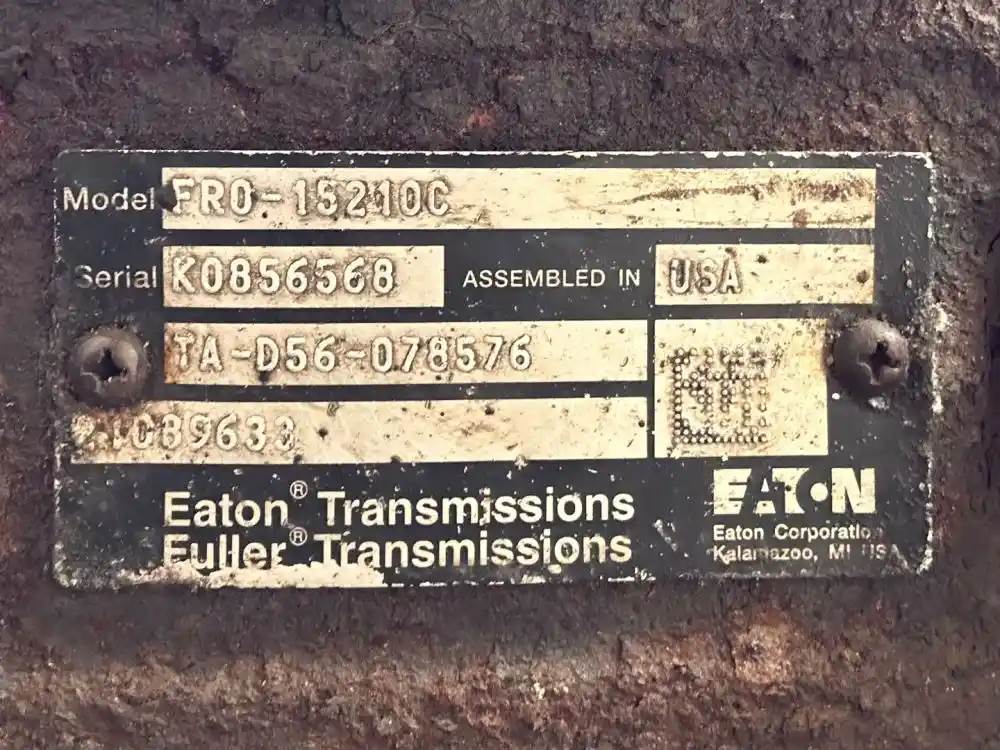 Model FRO-15210C
Serial K0856568 ASSEMBLED IN USA
TA-D56-078576
Eaton® Transmissions
Fuller® Transmissions
EATON
Eaton Corporation
Kalamazoo, MI USA